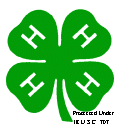 H H
H H
Protected Under
18 U S C 707